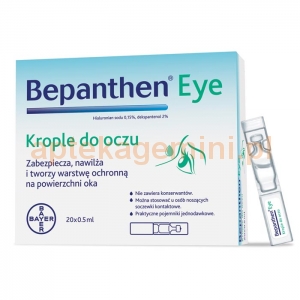 Bepanthen® Eye
Hialuronian sodu 0,15%, dekspantenol 2%
Krople do oczu
Zabezpiecza, nawilża
i tworzy warstwę ochronną
na powierzchni oka
Nie zawiera konserwantów.
Można stosować u osób noszących
soczewki kontaktowe.
Praktyczne pojemniki jednodawkowe.
20x0.5ml
BAYER
aptekagemini.pl